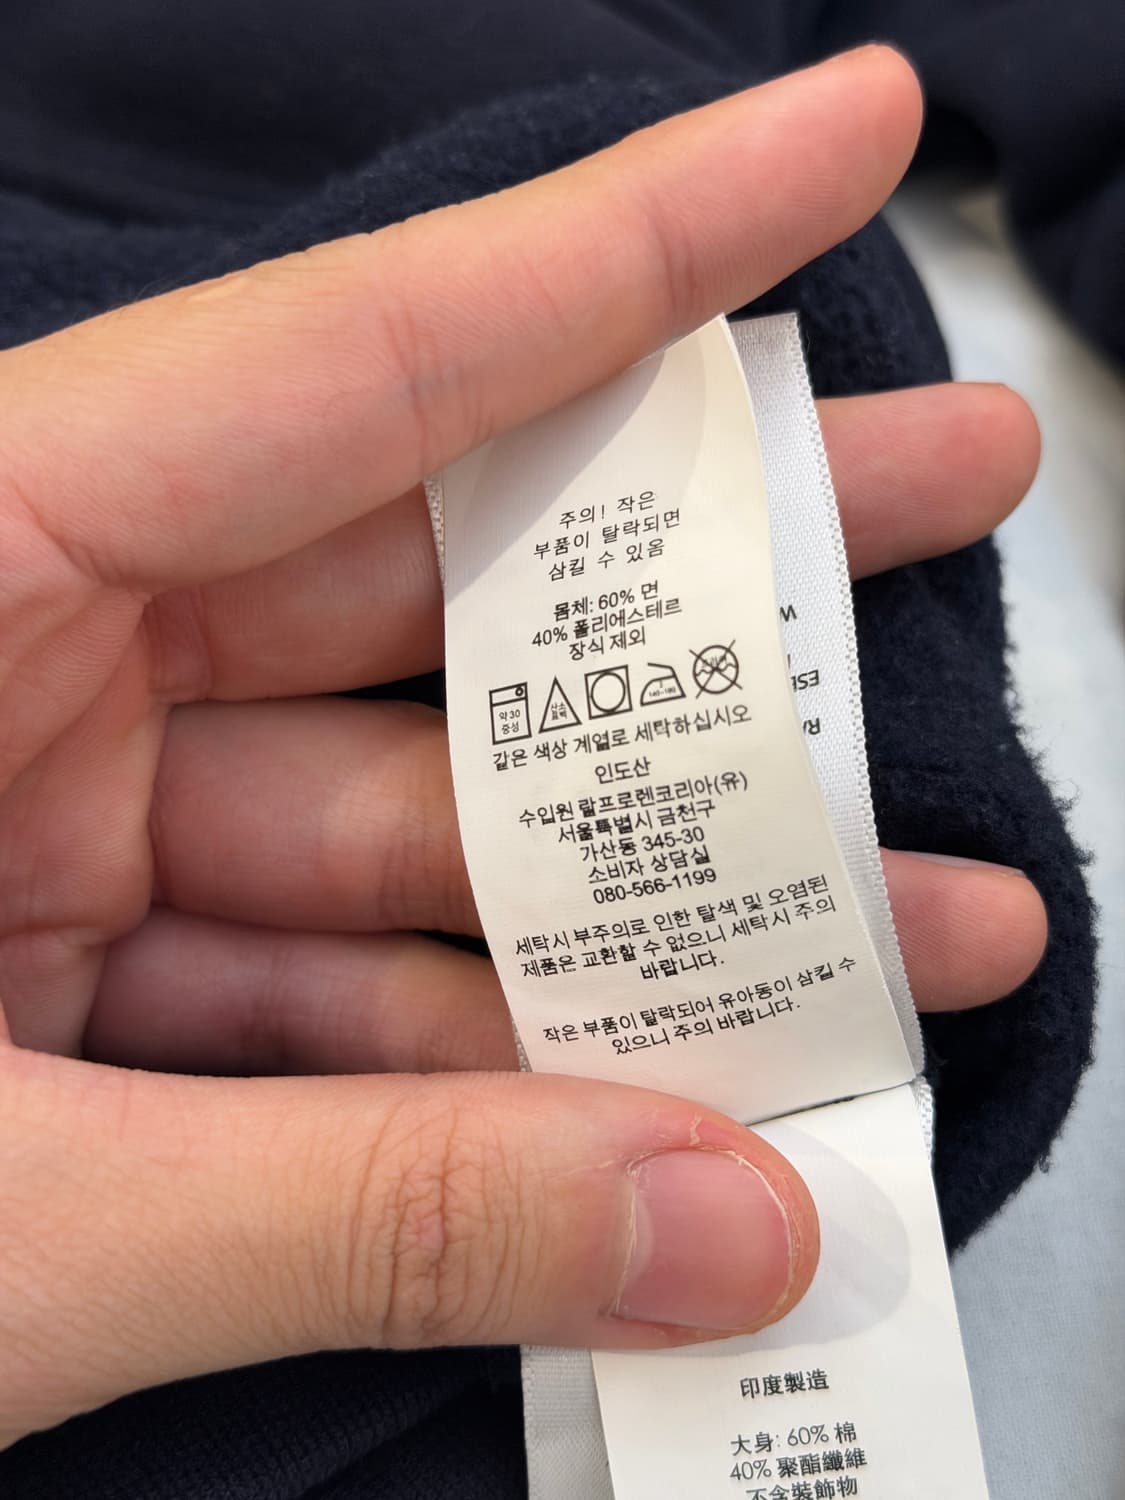 주의! 작은
부품이 탈락되면
삼킬 수 있음
몸체: 60% 면
40% 폴리에스테르
장식 제외
약 30
중성
산소
표백
140~160
같은 색상 계열로 세탁하십시오
인도산
수입원 랄프로렌코리아(유)
서울특별시 금천구
가산동 345-30
소비자 상담실
080-566-1199
세탁시 부주의로 인한 탈색 및 오염된
제품은 교환할 수 없으니 세탁시 주의
바랍니다.
작은 부품이 탈락되어 유아동이 삼킬 수
있으니 주의 바랍니다.
印度製造
大身: 60% 棉
40% 聚酯纖維
不含裝飾物